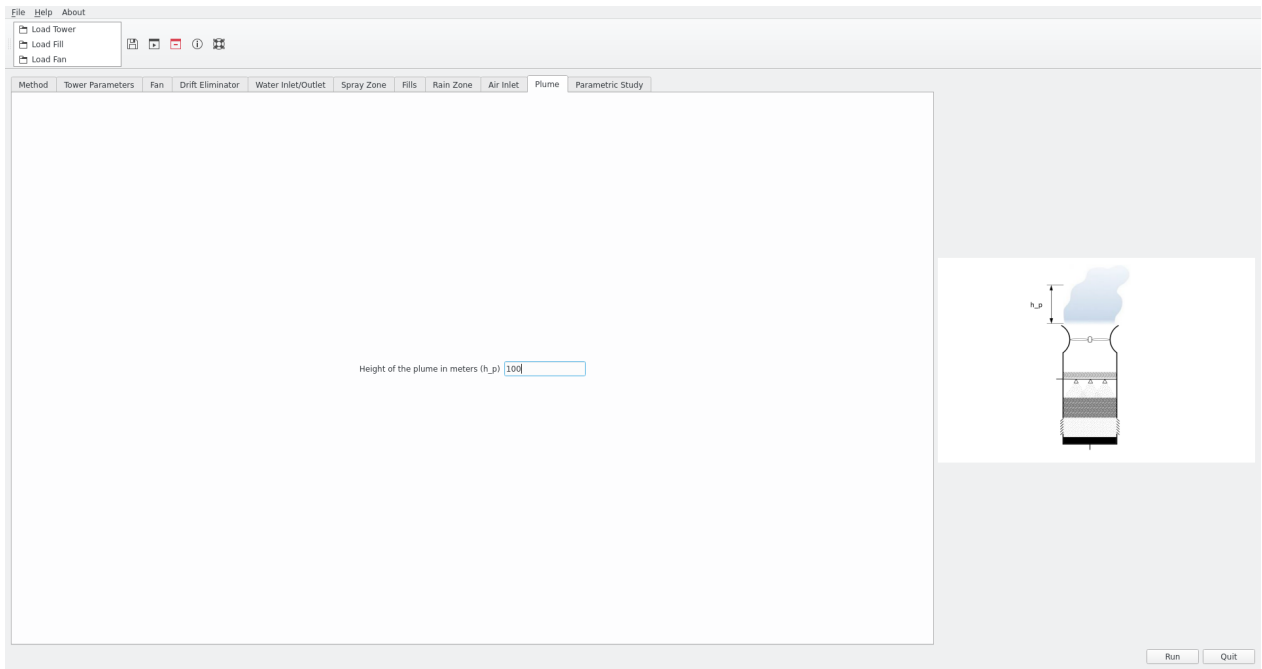 File Help About
Load Tower
Load Fill
Load Fan
Method Tower Parameters Fan Drift Eliminator Water Inlet/Outlet Spray Zone Fills Rain Zone Air Inlet Plume Parametric Study
h_p
Height of the plume in meters (h_p) 100
Run Quit